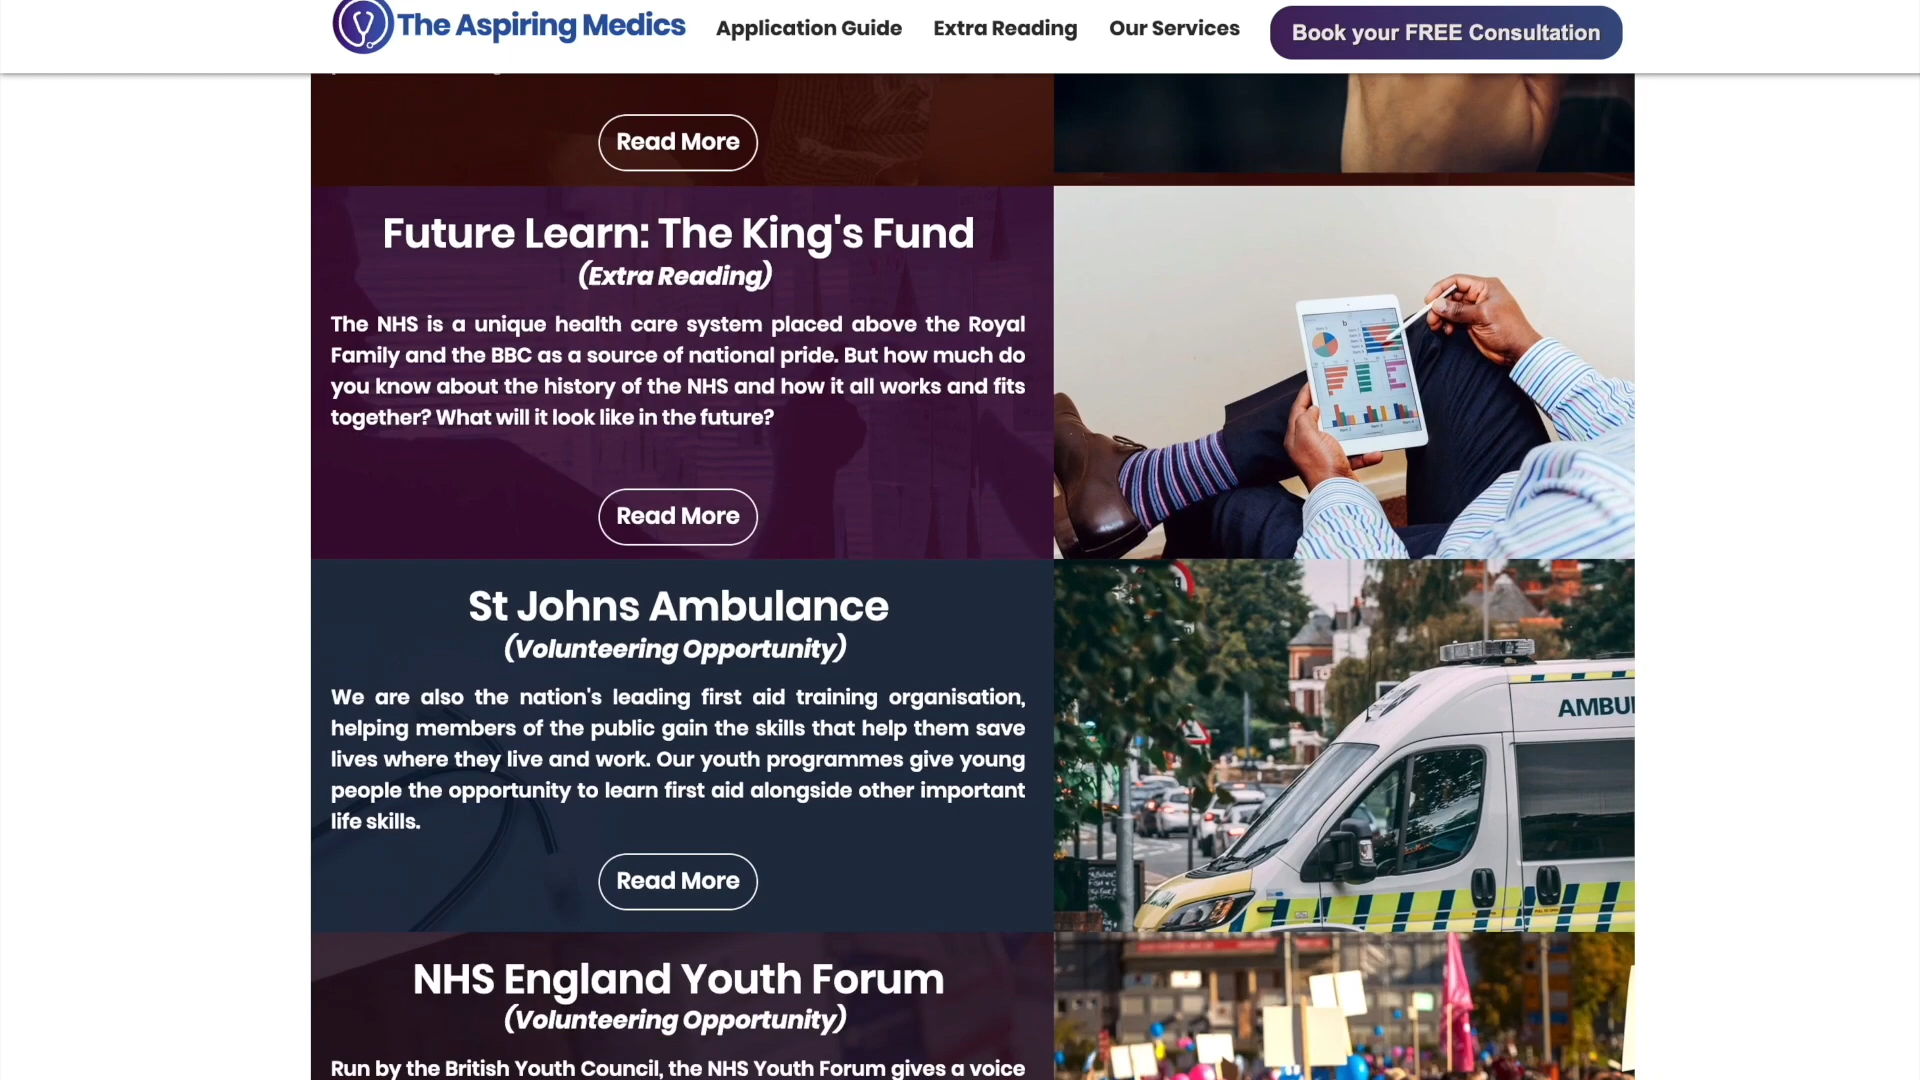 The Aspiring Medics
Application Guide
Extra Reading
Our Services
Book your FREE Consultation
Read More
Future Learn: The King's Fund
(Extra Reading)
The NHS is a unique health care system placed above the Royal
Family and the BBC as a source of national pride. But how much do
you know about the history of the NHS and how it all works and fits
together? What will it look like in the future?
Read More
St Johns Ambulance
(Volunteering Opportunity)
We are also the nation's leading first aid training organisation,
helping members of the public gain the skills that help them save
lives where they live and work. Our youth programmes give young
people the opportunity to learn first aid alongside other important
life skills.
Read More
AMBU
NHS England Youth Forum
(Volunteering Opportunity)
Run by the British Youth Council, the NHS Youth Forum gives a voice